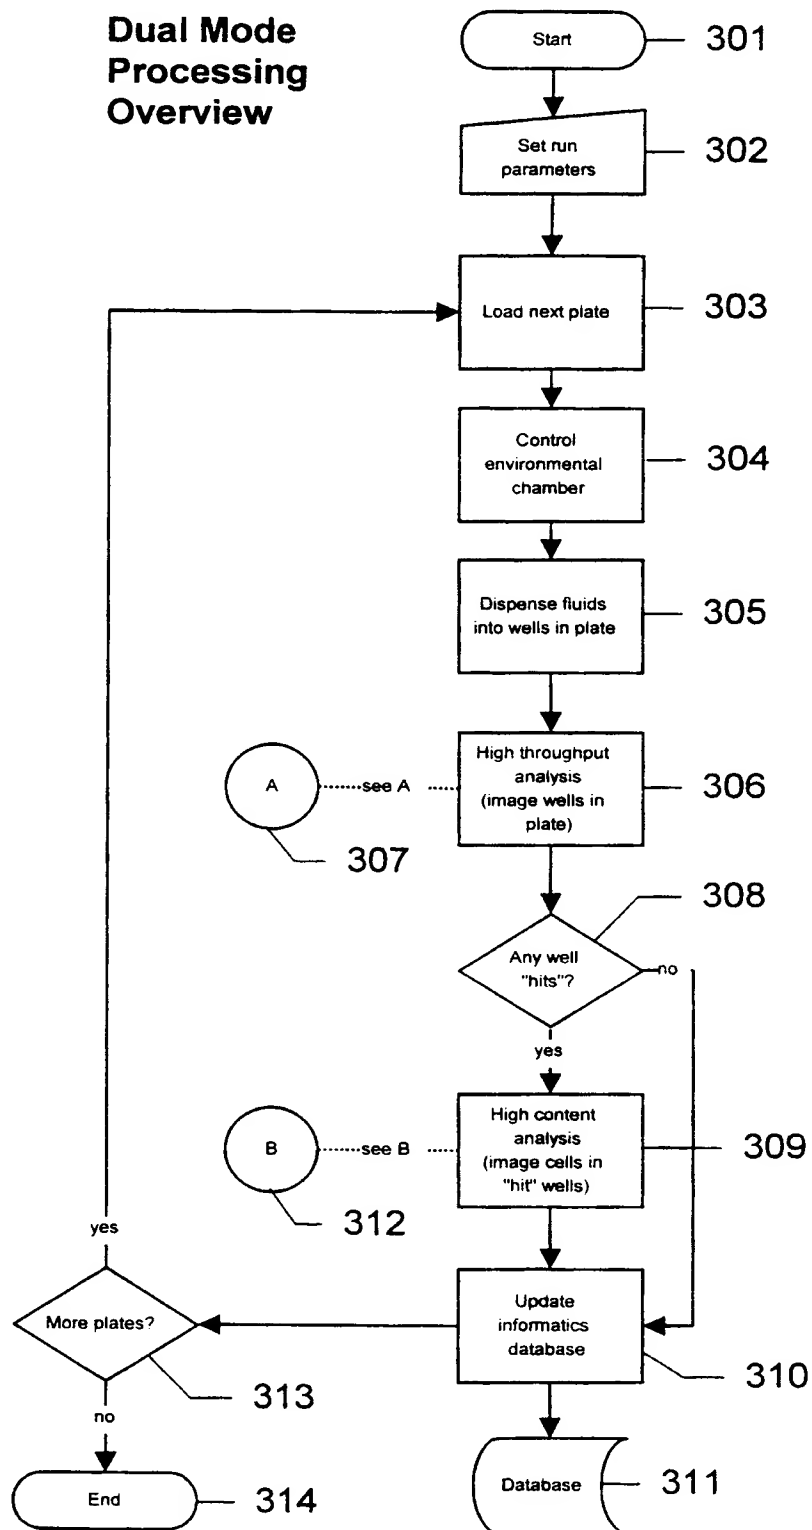 Dual Mode
Processing
Overview
Start
301
Set run
parameters
302
Load next plate
303
Control
environmental
chamber
304
Dispense fluids
into wells in plate
305
High throughput
analysis
(image wells in
plate)
306
A
see A
307
308
Any well
"hits"?
no
yes
High content
analysis
(image cells in
"hit" wells)
309
B
see B
312
yes
More plates?
313
no
Update
informatics
database
310
Database
311
End
314